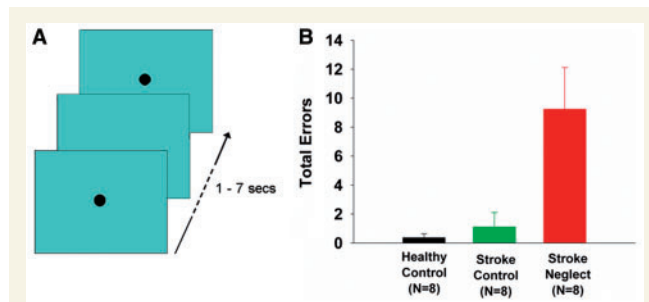 A
1 - 7 secs
B
Total Errors
14
12
10
8
6
4
2
0
Healthy Control (N=8)
Stroke Control (N=8)
Stroke Neglect (N=8)